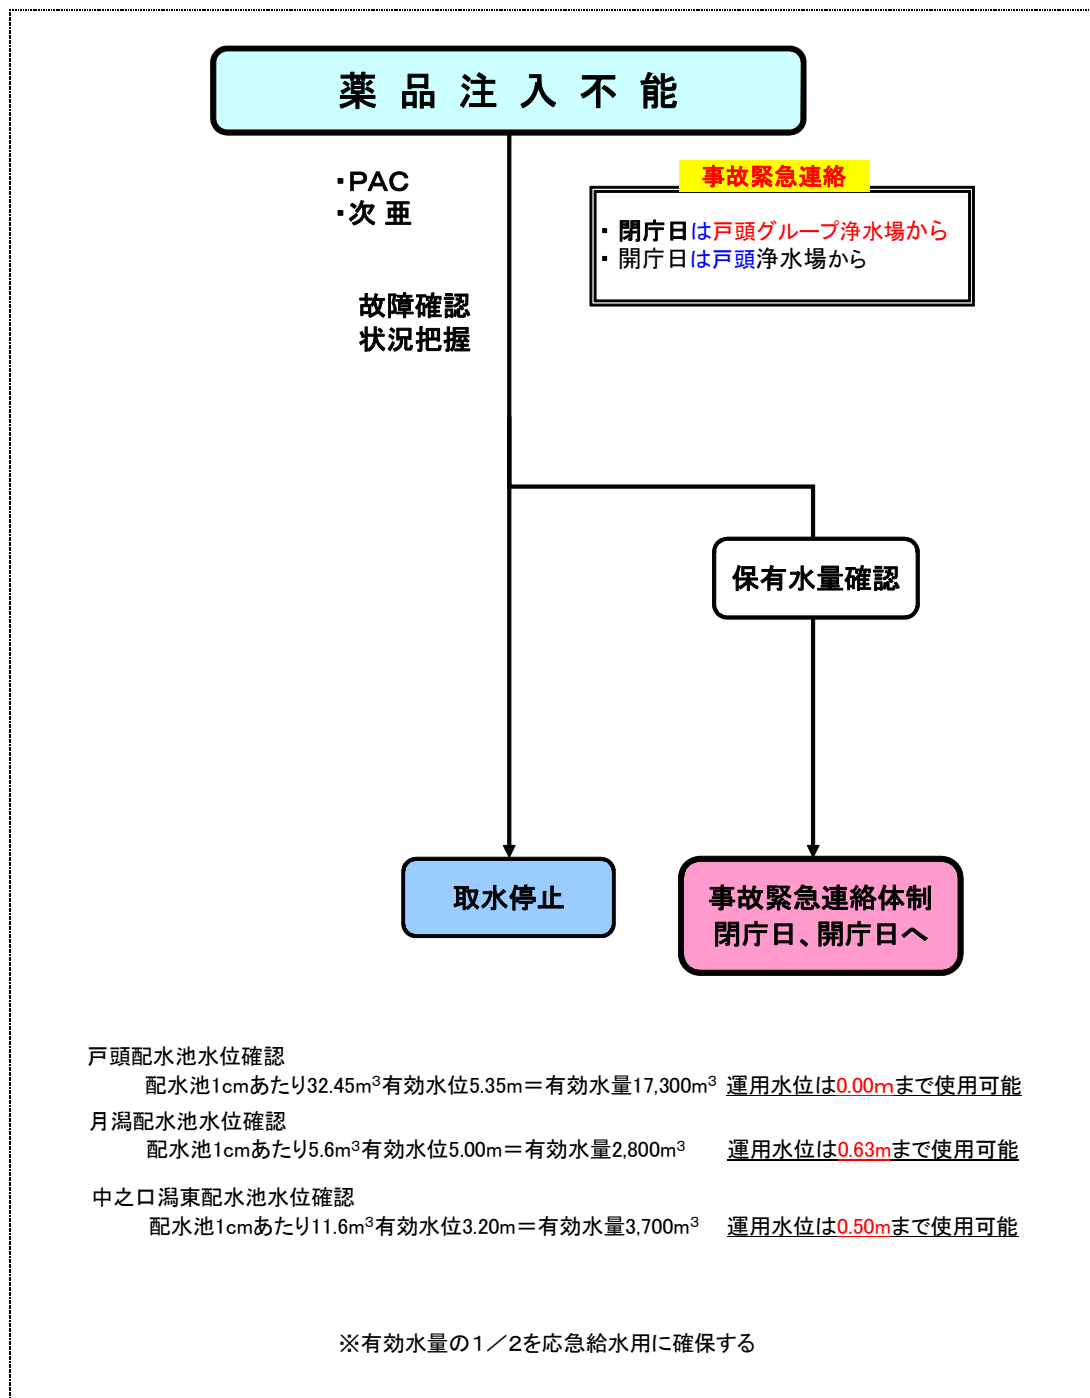 薬品注入不能
・PAC
・次亜
事故緊急連絡
・閉庁日は戸頭グループ浄水場から
・開庁日は戸頭浄水場から
故障確認
状況把握
保有水量確認
取水停止
事故緊急連絡体制
閉庁日、開庁日へ
戸頭配水池水位確認
配水池1cmあたり32.45m³有効水位5.35m＝有効水量17,300m³ 運用水位は0.00mまで使用可能
月潟配水池水位確認
配水池1cmあたり5.6m³有効水位5.00m＝有効水量2,800m³ 運用水位は0.63mまで使用可能
中之口潟東配水池水位確認
配水池1cmあたり11.6m³有効水位3.20m＝有効水量3,700m³ 運用水位は0.50mまで使用可能
※有効水量の１／２を応急給水用に確保する